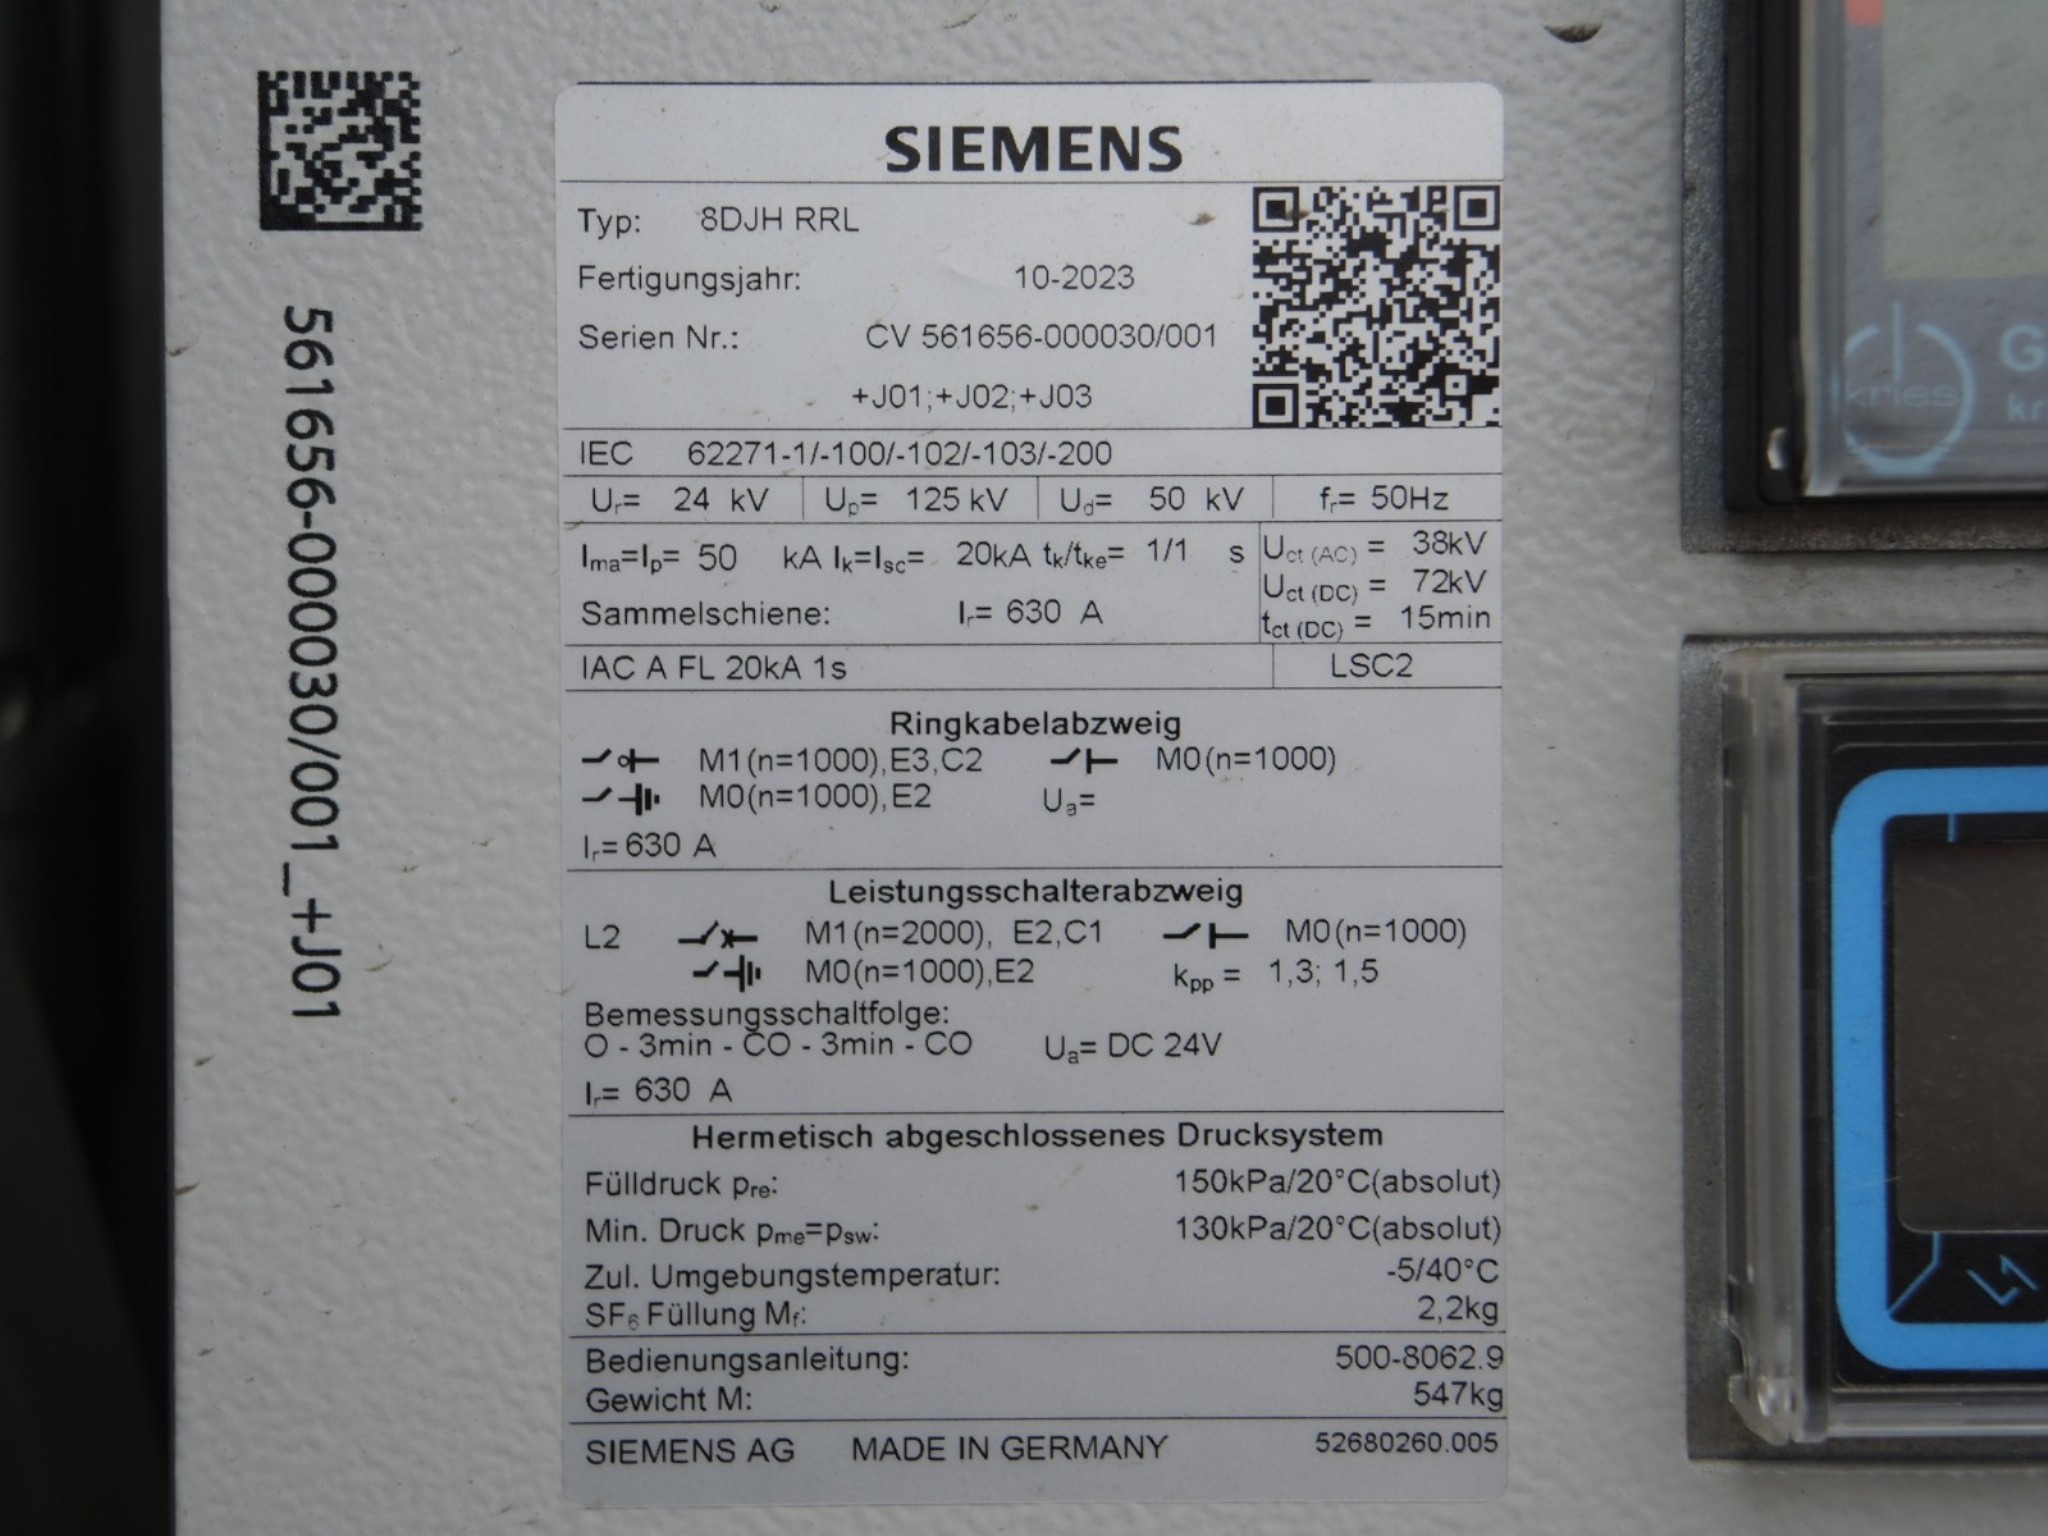 561656-000030/001_+J01
SIEMENS
Typ: 8DJH RRL
Fertigungsjahr: 10-2023
Serien Nr.: CV 561656-000030/001
+J01;+J02;+J03
IEC 62271-1/-100/-102/-103/-200
Ur= 24 kV Up= 125 kV Ud= 50 kV fr= 50Hz
Ima=Ip= 50 kA Ik=Isc= 20kA tk/tke= 1/1 s
Uct (AC) = 38kV
Uct (DC) = 72kV
Sammelschiene: Ir= 630 A
tct (DC) = 15min
IAC A FL 20kA 1s LSC2
Ringkabelabzweig
M1(n=1000),E3,C2 M0(n=1000)
M0(n=1000),E2 Ua=
Ir= 630 A
Leistungsschalterabzweig
L2 M1(n=2000), E2,C1 M0(n=1000)
M0(n=1000),E2 kpp = 1,3; 1,5
Bemessungsschaltfolge:
O - 3min - CO - 3min - CO Ua= DC 24V
Ir= 630 A
Hermetisch abgeschlossenes Drucksystem
Fülldruck pre: 150kPa/20°C(absolut)
Min. Druck pme=psw: 130kPa/20°C(absolut)
Zul. Umgebungstemperatur: -5/40°C
SF6 Füllung Mf: 2,2kg
Bedienungsanleitung: 500-8062.9
Gewicht M: 547kg
SIEMENS AG MADE IN GERMANY 52680260.005
kries